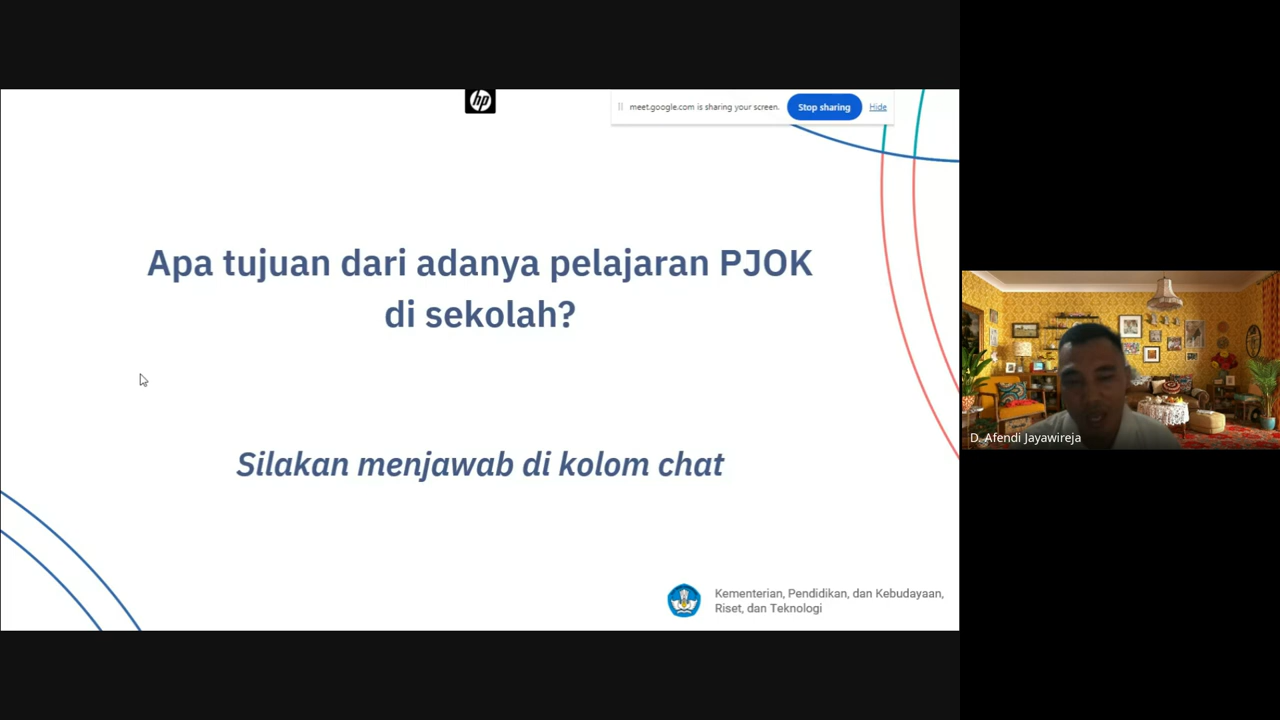 hp
meet.google.com is sharing your screen.
Stop sharing
Hide
Apa tujuan dari adanya pelajaran PJOK
di sekolah?
Silakan menjawab di kolom chat
D. Afendi Jayawireja
Kementerian, Pendidikan, dan Kebudayaan,
Riset, dan Teknologi